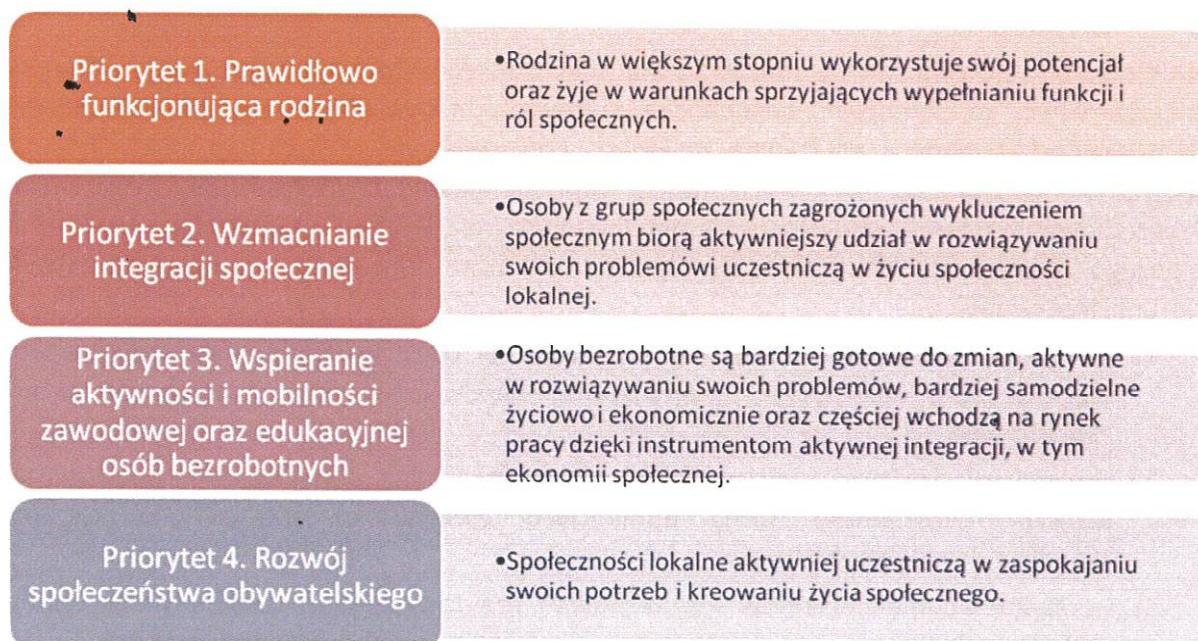 Priorytet 1. Prawidłowo
funkcjonująca rodzina
•Rodzina w większym stopniu wykorzystuje swój potencjał
oraz żyje w warunkach sprzyjających wypełnianiu funkcji i
ról społecznych.
Priorytet 2. Wzmacnianie
integracji społecznej
•Osoby z grup społecznych zagrożonych wykluczeniem
społecznym biorą aktywniejszy udział w rozwiązywaniu
swoich problemówi uczestniczą w życiu społeczności
lokalnej.
Priorytet 3. Wspieranie
aktywności i mobilności
zawodowej oraz edukacyjnej
osób bezrobotnych
•Osoby bezrobotne są bardziej gotowe do zmian, aktywne
w rozwiązywaniu swoich problemów, bardziej samodzielne
życiowo i ekonomicznie oraz częściej wchodzą na rynek
pracy dzięki instrumentom aktywnej integracji, w tym
ekonomii społecznej.
Priorytet 4. Rozwój
społeczeństwa obywatelskiego
•Społeczności lokalne aktywniej uczestniczą w zaspokajaniu
swoich potrzeb i kreowaniu życia społecznego.